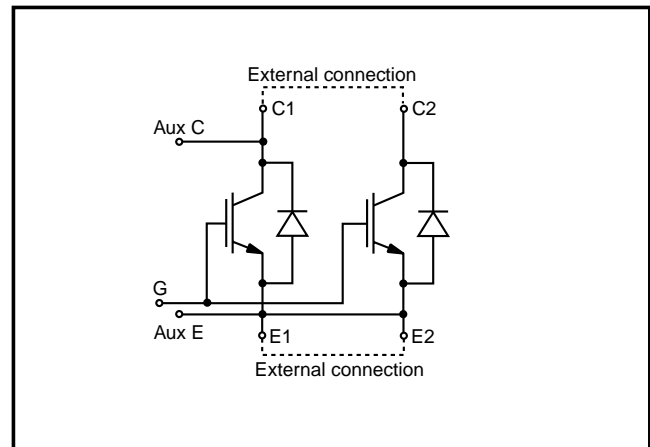 External connection
C1
C2
Aux C
G
Aux E
E1
E2
External connection